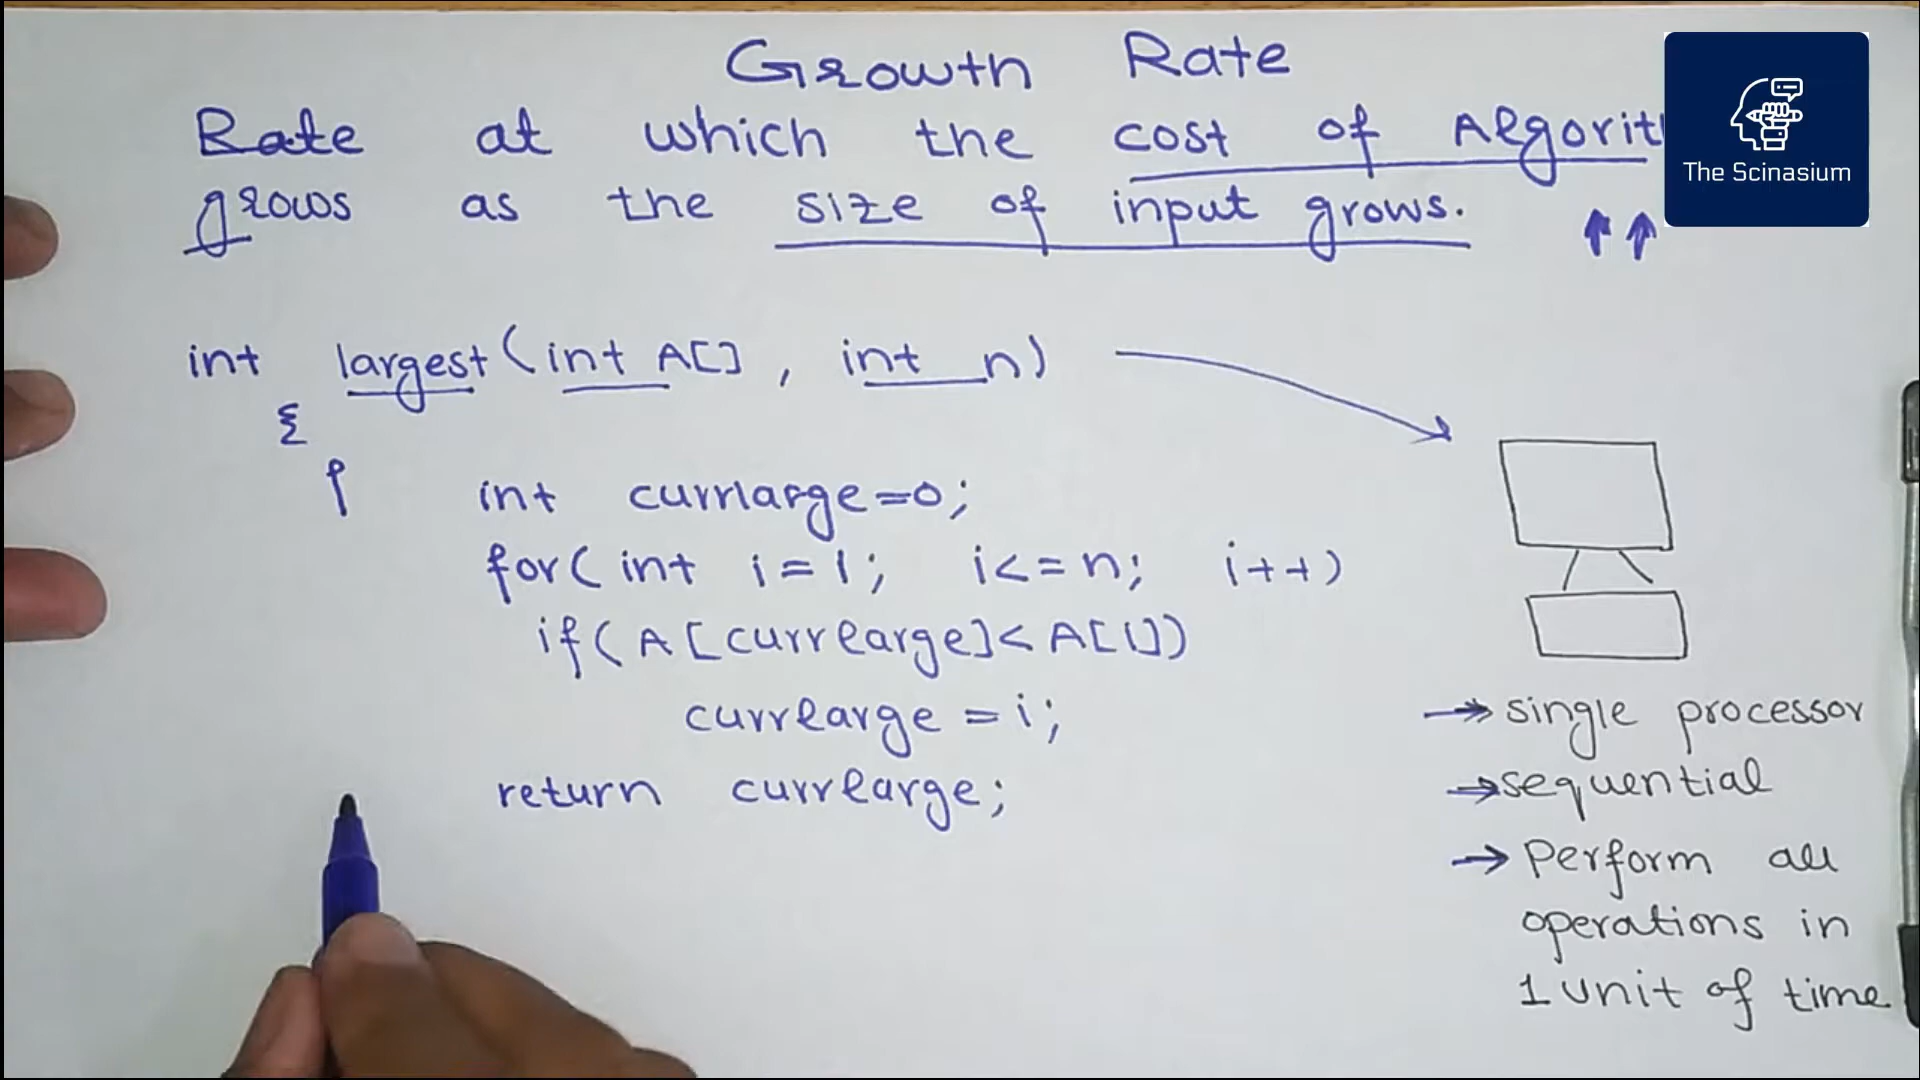 Growth Rate
Rate at which the cost of Algorit
grows as the size of input grows.
The Scinasium
int largest(int A[], int n)
{
int currlarge=0;
for(int i=1; i<=n; i++)
if(A[currlarge]<A[i])
currlarge = i;
return currlarge;
→ single processor
→ sequential
→ Perform all
operations in
1 unit of time